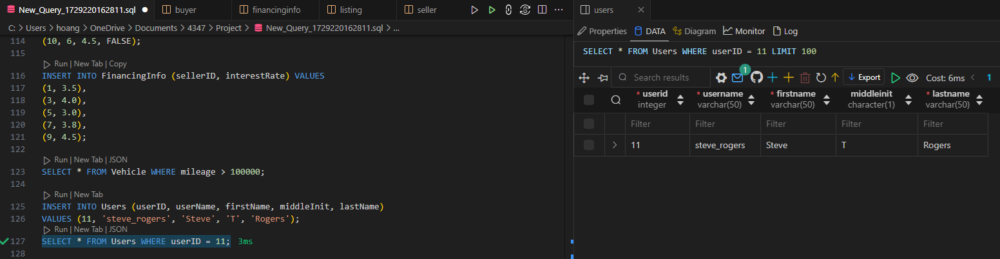 New_Query_1729220162811.sql
buyer
financinginfo
listing
seller
C: > Users > hoang > OneDrive > Documents > 4347 > Project > New_Query_1729220162811.sql > ...
114 (10, 6, 4.5, FALSE);
115
Run | New Tab | Copy
116 INSERT INTO FinancingInfo (sellerID, interestRate) VALUES
117 (1, 3.5),
118 (3, 4.0),
119 (5, 3.0),
120 (7, 3.8),
121 (9, 4.5);
122
Run | New Tab | JSON
123 SELECT * FROM Vehicle WHERE mileage > 100000;
124
Run | New Tab
125 INSERT INTO Users (userID, userName, firstName, middleInit, lastName)
126 VALUES (11, 'steve_rogers', 'Steve', 'T', 'Rogers');
Run | New Tab | JSON
127 SELECT * FROM Users WHERE userID = 11; 3ms
128
users
Properties DATA Diagram Monitor Log
SELECT * FROM Users WHERE userID = 11 LIMIT 100
Search results 1 Export Cost: 6ms < 1
* userid * username * firstname middleinit * lastname
integer varchar(50) varchar(50) character(1) varchar(50)
Filter Filter Filter Filter Filter
11 steve_rogers Steve T Rogers